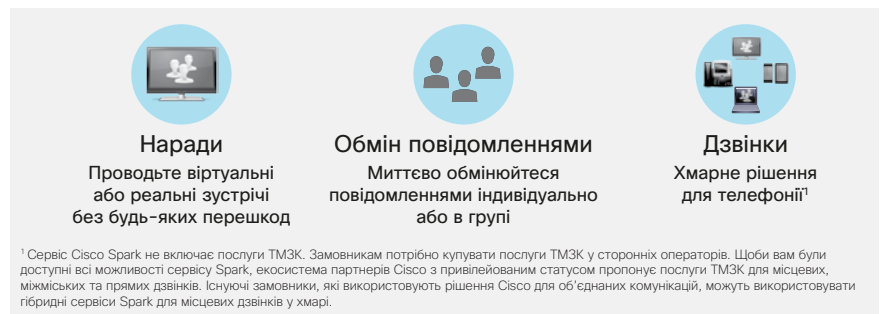 Наради
Проводьте віртуальні
або реальні зустрічі
без будь-яких перешкод
Обмін повідомленнями
Миттєво обмінюйтеся
повідомленнями індивідуально
або в групі
Дзвінки
Хмарне рішення
для телефонії¹
¹ Сервіс Cisco Spark не включає послуги ТМЗК. Замовникам потрібно купувати послуги ТМЗК у сторонніх операторів. Щоби вам були
доступні всі можливості сервісу Spark, екосистема партнерів Cisco з привілейованим статусом пропонує послуги ТМЗК для місцевих,
міжміських та прямих дзвінків. Існуючі замовники, які використовують рішення Cisco для об’єднаних комунікацій, можуть використовувати
гібридні сервіси Spark для місцевих дзвінків у хмарі.